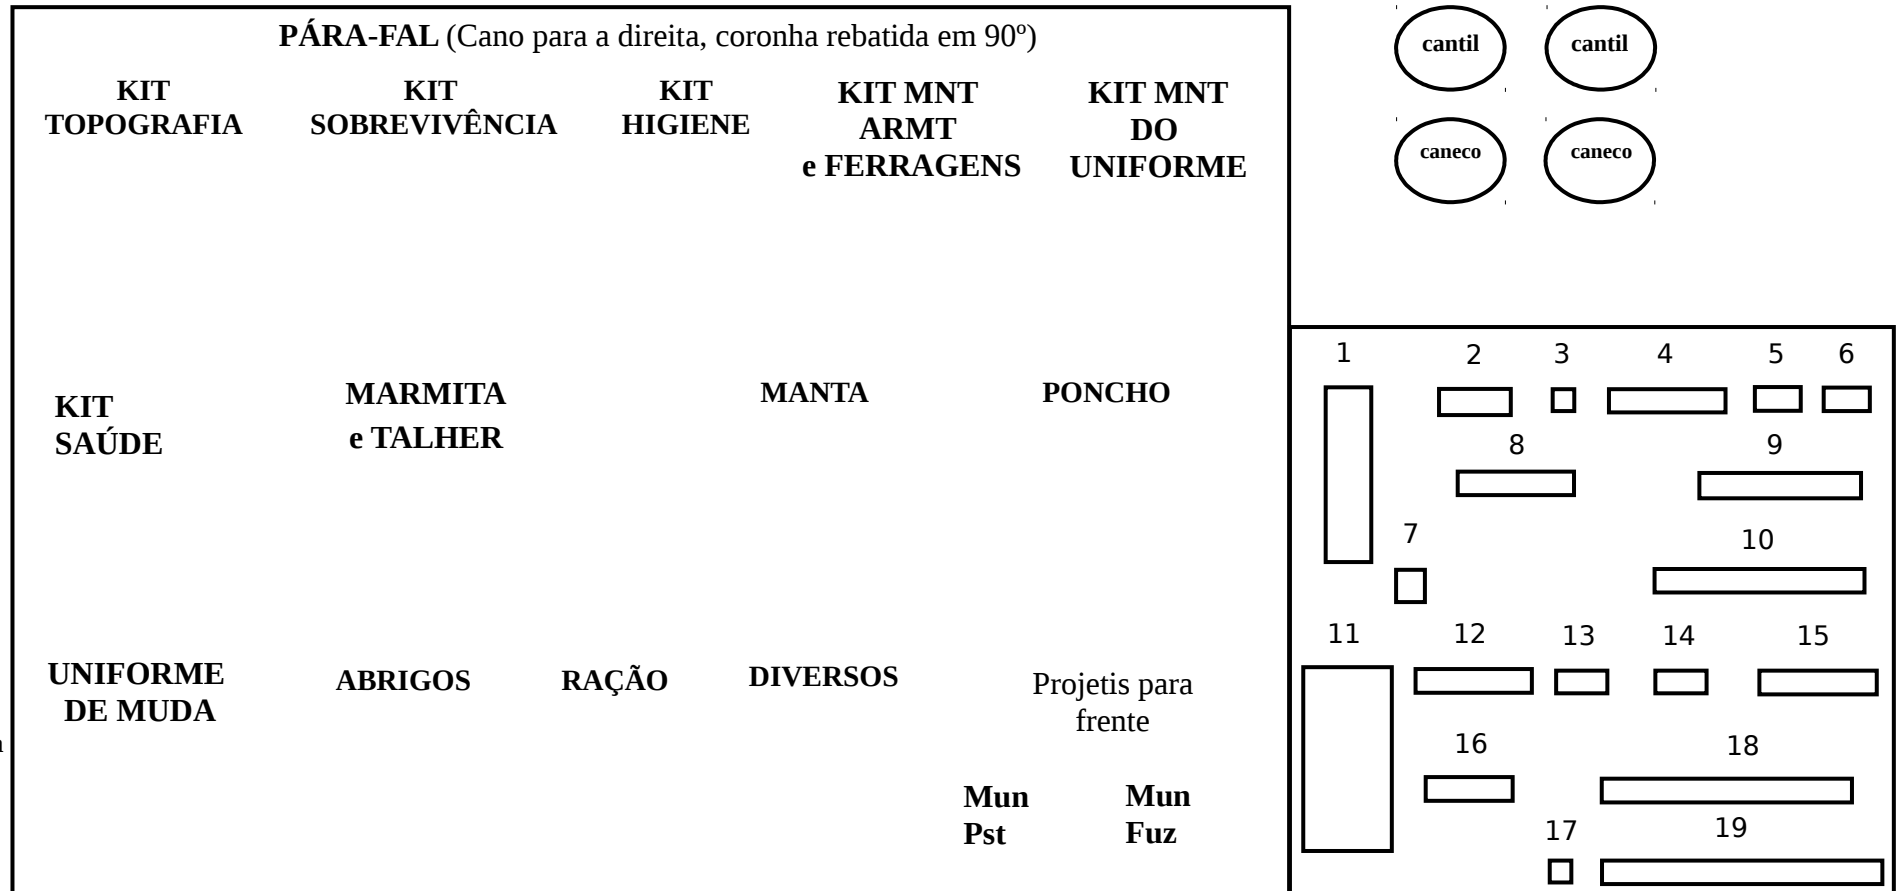 PÁRA-FAL (Cano para a direita, coronha rebatida em 90º)
KIT
TOPOGRAFIA
KIT
SOBREVIVÊNCIA
KIT
HIGIENE
KIT MNT
ARMT
e FERRAGENS
KIT MNT
DO
UNIFORME
cantil
cantil
caneco
caneco
KIT
SAÚDE
MARMITA
e TALHER
MANTA
PONCHO
UNIFORME
DE MUDA
ABRIGOS
RAÇÃO
DIVERSOS
Projetis para
frente
Mun
Pst
Mun
Fuz
1 2 3 4 5 6
8 9
7
10
11 12 13 14 15
16 18
17 19